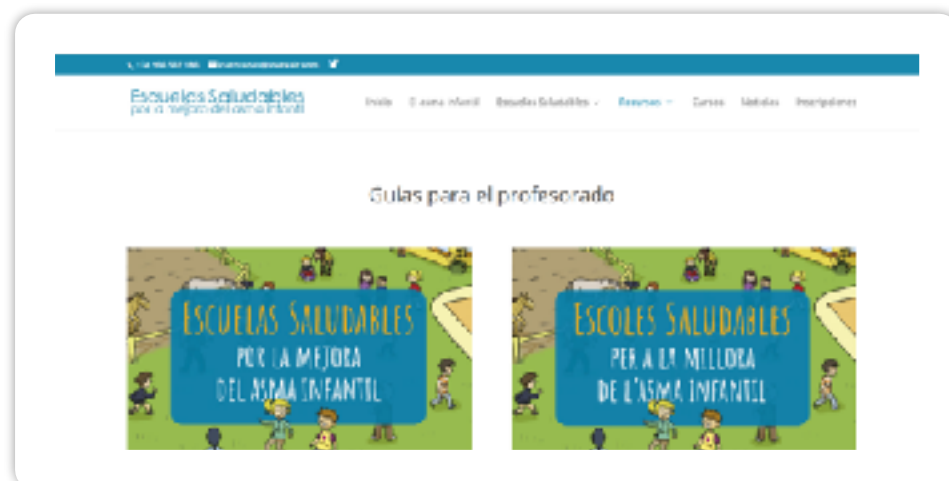 Escuelas Saludables
por la mejora del asma infantil
Inicio El asma infantil Escuelas Saludables Recursos Cursos Noticias Inscripciones
Guías para el profesorado
ESCUELAS SALUDABLES
POR LA MEJORA
DEL ASMA INFANTIL
ESCOLES SALUDABLES
PER A LA MILLORA
DE L'ASMA INFANTIL